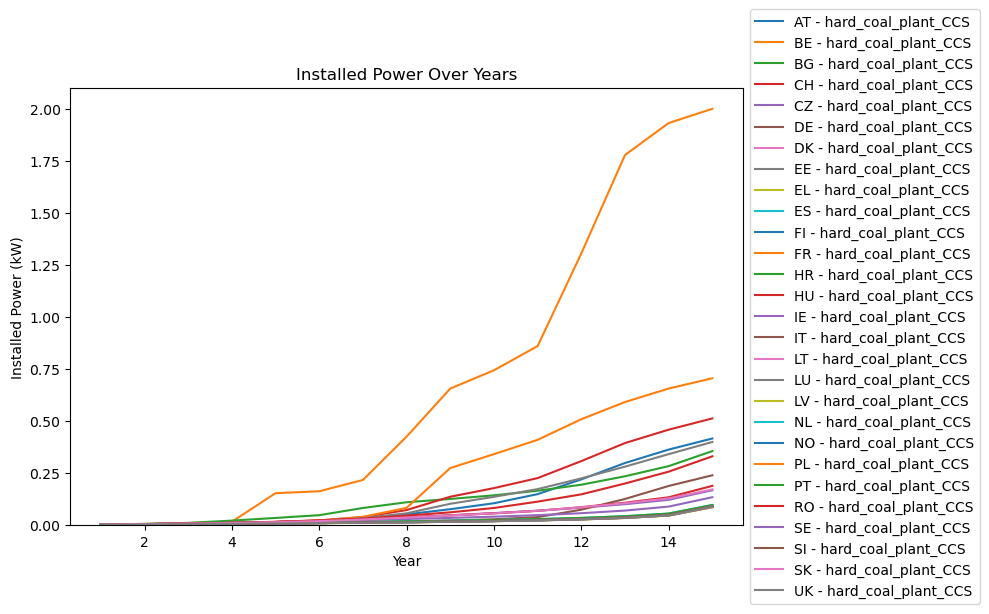 Installed Power Over Years
Installed Power (kW)
2.00
1.75
1.50
1.25
1.00
0.75
0.50
0.25
0.00
2 4 6 8 10 12 14
Year
AT - hard_coal_plant_CCS
BE - hard_coal_plant_CCS
BG - hard_coal_plant_CCS
CH - hard_coal_plant_CCS
CZ - hard_coal_plant_CCS
DE - hard_coal_plant_CCS
DK - hard_coal_plant_CCS
EE - hard_coal_plant_CCS
EL - hard_coal_plant_CCS
ES - hard_coal_plant_CCS
FI - hard_coal_plant_CCS
FR - hard_coal_plant_CCS
HR - hard_coal_plant_CCS
HU - hard_coal_plant_CCS
IE - hard_coal_plant_CCS
IT - hard_coal_plant_CCS
LT - hard_coal_plant_CCS
LU - hard_coal_plant_CCS
LV - hard_coal_plant_CCS
NL - hard_coal_plant_CCS
NO - hard_coal_plant_CCS
PL - hard_coal_plant_CCS
PT - hard_coal_plant_CCS
RO - hard_coal_plant_CCS
SE - hard_coal_plant_CCS
SI - hard_coal_plant_CCS
SK - hard_coal_plant_CCS
UK - hard_coal_plant_CCS